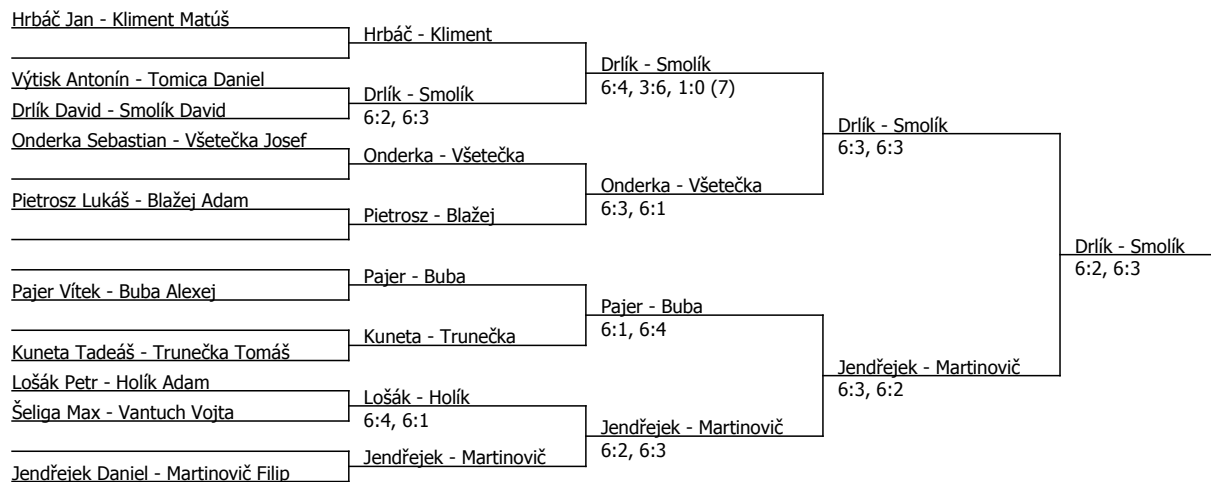 Hrbáč Jan - Kliment Matúš
Výtisk Antonín - Tomica Daniel
Drlík David - Smolík David
Onderka Sebastian - Všetečka Josef
Pietrosz Lukáš - Blažej Adam
Pajer Vítek - Buba Alexej
Kuneta Tadeáš - Trunečka Tomáš
Lošák Petr - Holík Adam
Šeliga Max - Vantuch Vojta
Jendřejek Daniel - Martinovič Filip
Hrbáč - Kliment
Drlík - Smolík
6:2, 6:3
Onderka - Všetečka
Pietrosz - Blažej
Pajer - Buba
Kuneta - Trunečka
Lošák - Holík
6:4, 6:1
Jendřejek - Martinovič
Drlík - Smolík
6:4, 3:6, 1:0 (7)
Onderka - Všetečka
6:3, 6:1
Pajer - Buba
6:1, 6:4
Jendřejek - Martinovič
6:2, 6:3
Drlík - Smolík
6:3, 6:3
Jendřejek - Martinovič
6:3, 6:2
Drlík - Smolík
6:2, 6:3